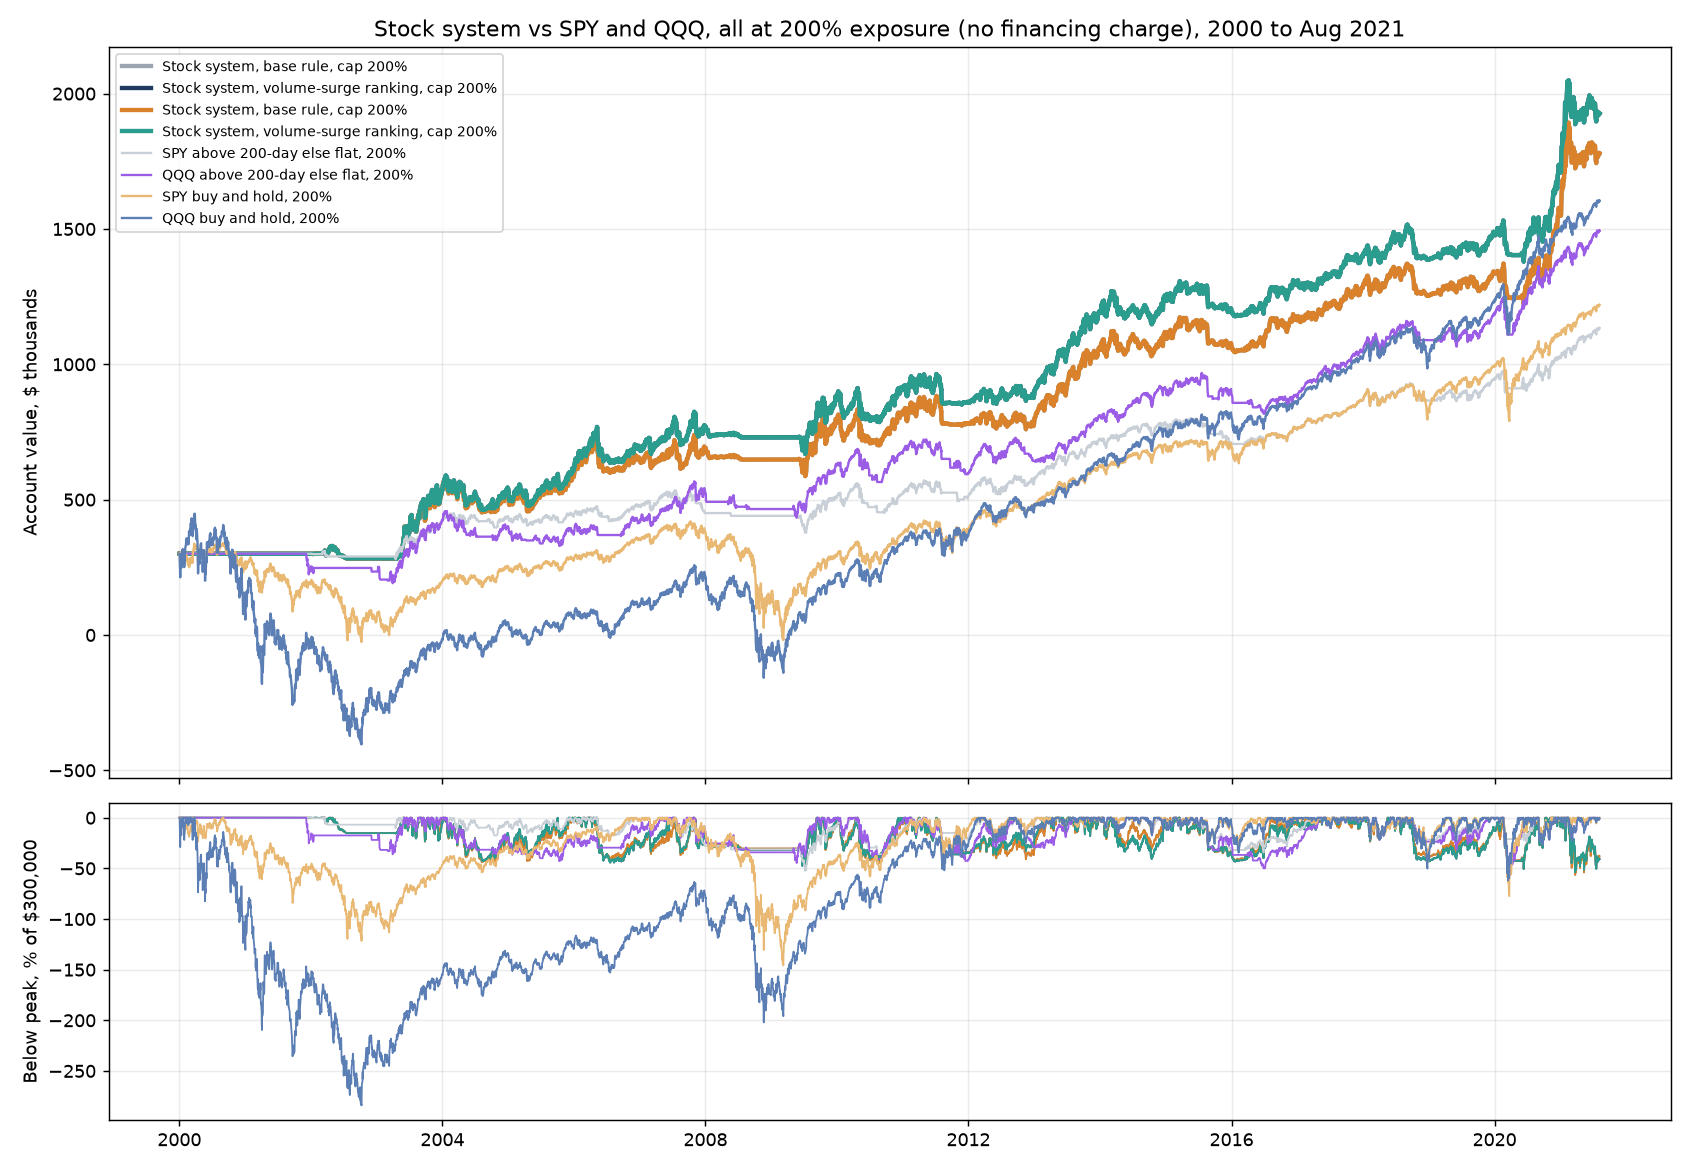 Stock system vs SPY and QQQ, all at 200% exposure (no financing charge), 2000 to Aug 2021
Stock system, base rule, cap 200%
Stock system, volume-surge ranking, cap 200%
Stock system, base rule, cap 200%
Stock system, volume-surge ranking, cap 200%
SPY above 200-day else flat, 200%
QQQ above 200-day else flat, 200%
SPY buy and hold, 200%
QQQ buy and hold, 200%
Account value, $ thousands
2000
1500
1000
500
0
−500
Below peak, % of $300,000
0
−50
−100
−150
−200
−250
2000
2004
2008
2012
2016
2020